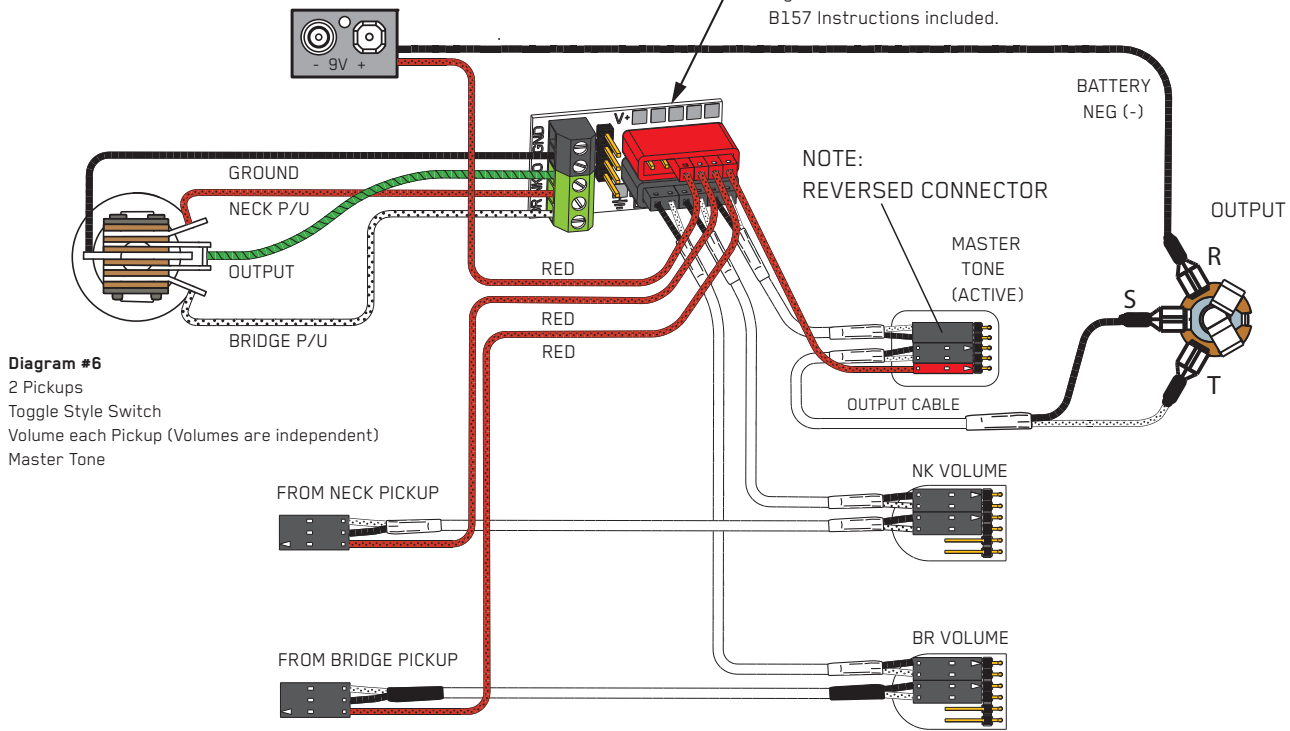 B157 Instructions included.
- 9V +
BATTERY
NEG (-)
V+
GND
GROUND
NECK P/U
OUTPUT
BRIDGE P/U
RED
RED
RED
NOTE:
REVERSED CONNECTOR
MASTER
TONE
(ACTIVE)
OUTPUT
R
S
T
OUTPUT CABLE
Diagram #6
2 Pickups
Toggle Style Switch
Volume each Pickup (Volumes are independent)
Master Tone
NK VOLUME
FROM NECK PICKUP
BR VOLUME
FROM BRIDGE PICKUP